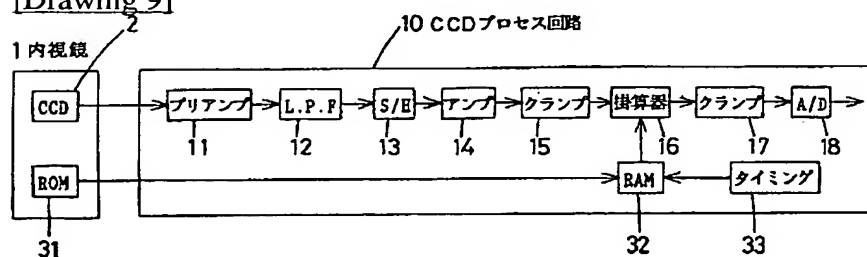 [Drawing 9]
10 CCDプロセス回路
2
1 内視鏡
CCD
プリアンプ
L.P.F
S/H
アンプ
クランプ
掛算器
クランプ
A/D
11
12
13
14
15
16
17
18
ROM
RAM
タイミング
31
32
33